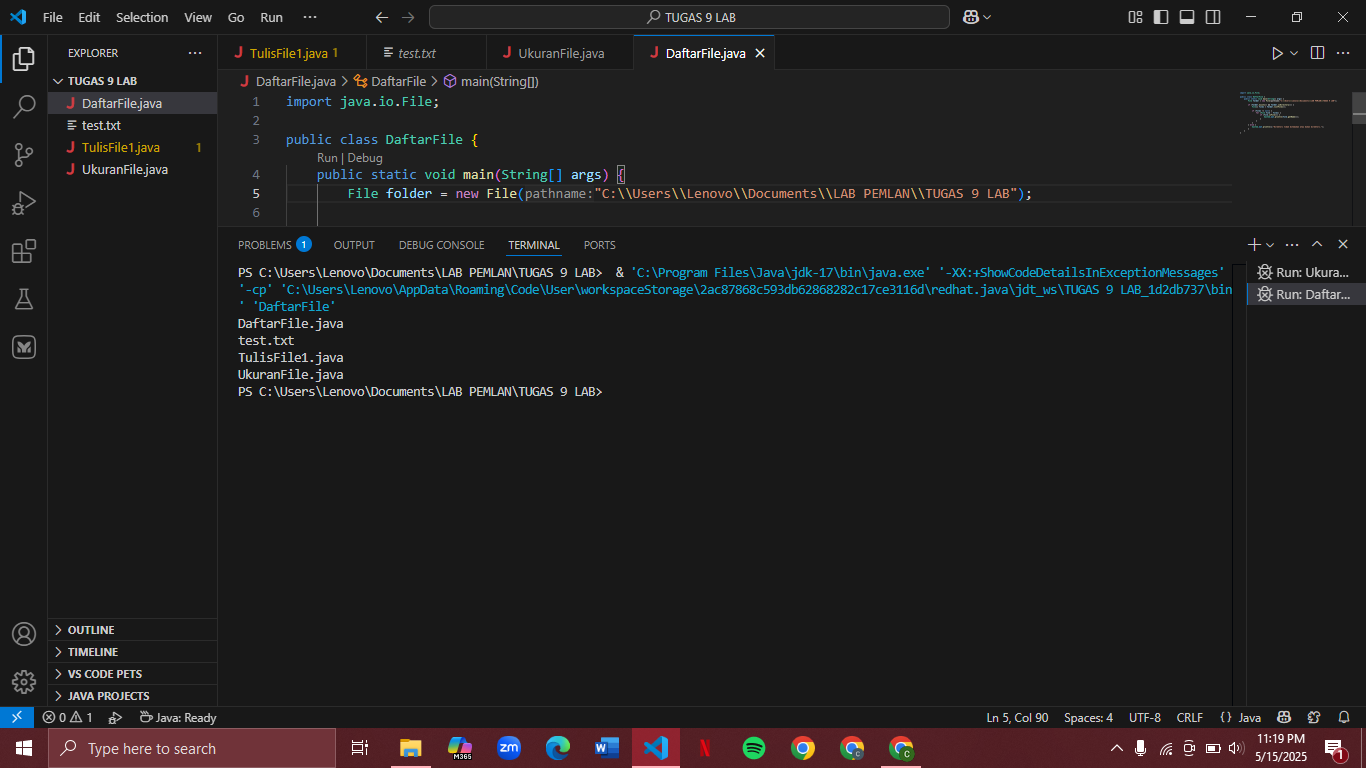 File Edit Selection View Go Run ··· TUGAS 9 LAB
EXPLORER ···
TUGAS 9 LAB
DaftarFile.java
test.txt
TulisFile1.java 1
UkuranFile.java
OUTLINE
TIMELINE
VS CODE PETS
JAVA PROJECTS
TulisFile1.java 1 test.txt UkuranFile.java DaftarFile.java
DaftarFile.java > DaftarFile > main(String[])
1 import java.io.File;
2
3 public class DaftarFile {
Run | Debug
4 public static void main(String[] args) {
5 File folder = new File(pathname:"C:\\Users\\Lenovo\\Documents\\LAB PEMLAN\\TUGAS 9 LAB");
6
PROBLEMS 1 OUTPUT DEBUG CONSOLE TERMINAL PORTS
PS C:\Users\Lenovo\Documents\LAB PEMLAN\TUGAS 9 LAB> & 'C:\Program Files\Java\jdk-17\bin\java.exe' '-XX:+ShowCodeDetailsInExceptionMessages'
'-cp' 'C:\Users\Lenovo\AppData\Roaming\Code\User\workspaceStorage\2ac87868c593db62868282c17ce3116d\redhat.java\jdt_ws\TUGAS 9 LAB_1d2db737\bin
' 'DaftarFile'
DaftarFile.java
test.txt
TulisFile1.java
UkuranFile.java
PS C:\Users\Lenovo\Documents\LAB PEMLAN\TUGAS 9 LAB>
Run: Ukura...
Run: Daftar...
0 1 Java: Ready Ln 5, Col 90 Spaces: 4 UTF-8 CRLF {} Java
Type here to search
M365
zm
11:19 PM
5/15/2025
1